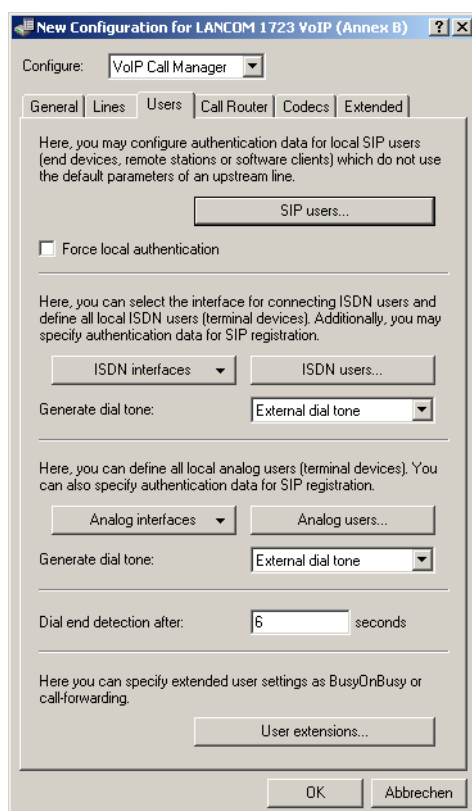 New Configuration for LANCOM 1723 VoIP (Annex B)
Configure: VoIP Call Manager
General Lines Users Call Router Codecs Extended
Here, you may configure authentication data for local SIP users
(end devices, remote stations or software clients) which do not use
the default parameters of an upstream line.
SIP users...
Force local authentication
Here, you can select the interface for connecting ISDN users and
define all local ISDN users (terminal devices). Additionally, you may
specify authentication data for SIP registration.
ISDN interfaces ISDN users...
Generate dial tone: External dial tone
Here, you can define all local analog users (terminal devices). You
can also specify authentication data for SIP registration.
Analog interfaces Analog users...
Generate dial tone: External dial tone
Dial end detection after: 6 seconds
Here you can specify extended user settings as BusyOnBusy or
call-forwarding.
User extensions...
OK Abbrechen